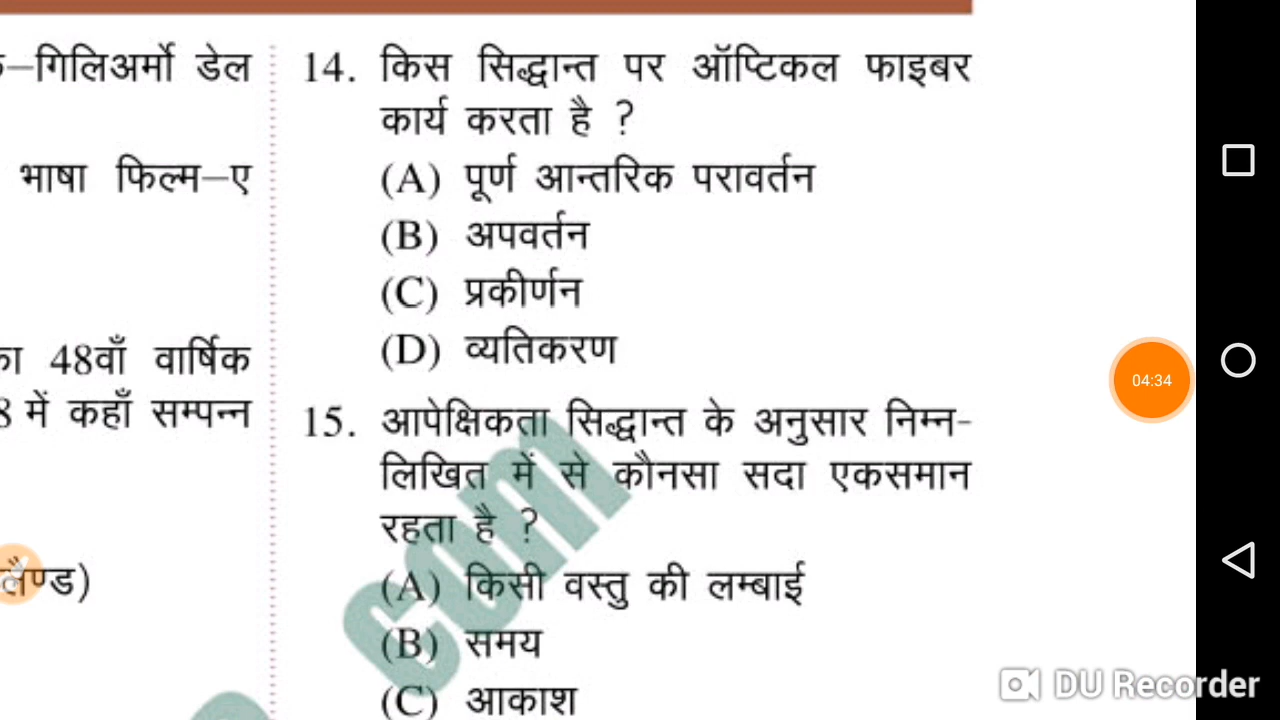 –गिलिअर्मो डेल
भाषा फिल्म–ए
48वाँ वार्षिक
8 में कहाँ सम्पन्न
लैण्ड)
14. किस सिद्धान्त पर ऑप्टिकल फाइबर
कार्य करता है ?
(A) पूर्ण आन्तरिक परावर्तन
(B) अपवर्तन
(C) प्रकीर्णन
(D) व्यतिकरण
15. आपेक्षिकता सिद्धान्त के अनुसार निम्न-
लिखित में से कौनसा सदा एकसमान
रहता है ?
(A) किसी वस्तु की लम्बाई
(B) समय
(C) आकाश
com
04:34
DU Recorder